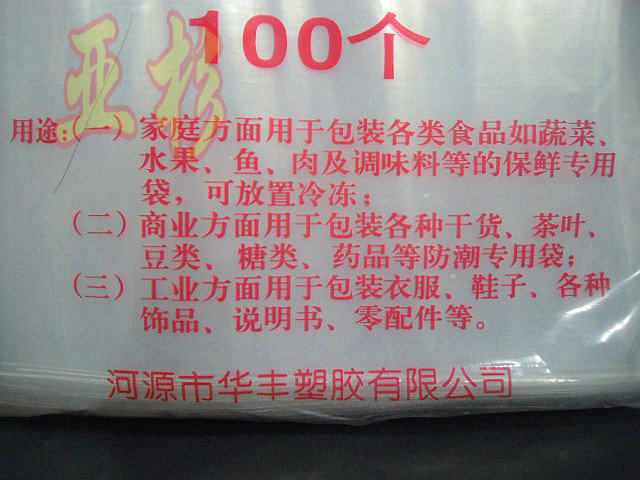 亚杉
100个
用途:(一)家庭方面用于包装各类食品如蔬菜、
水果、鱼、肉及调味料等的保鲜专用
袋，可放置冷冻；
(二)商业方面用于包装各种干货、茶叶、
豆类、糖类、药品等防潮专用袋；
(三)工业方面用于包装衣服、鞋子、各种
饰品、说明书、零配件等。
河源市华丰塑胶有限公司